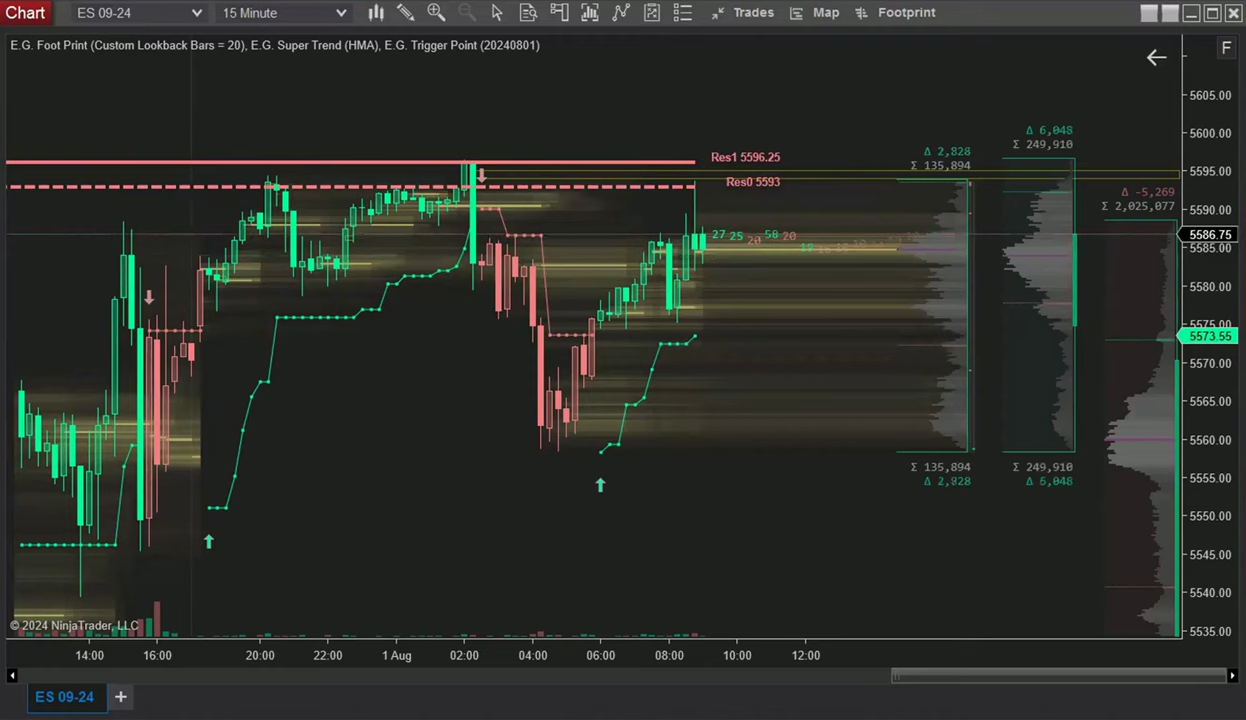 Chart ES 09-24 15 Minute Trades Map Footprint
E.G. Foot Print (Custom Lookback Bars = 20), E.G. Super Trend (HMA), E.G. Trigger Point (20240801)
F
5605.00
5600.00
5595.00
5590.00
5586.75
5585.00
5580.00
5575.00
5573.55
5570.00
5565.00
5560.00
5555.00
5550.00
5545.00
5540.00
5535.00
Res1 5596.25
Res0 5593
Δ 2,828
Σ 135,894
Δ 6,048
Σ 249,910
Δ -5,269
Σ 2,025,077
27 25 20 58 20
Σ 135,894
Δ 2,828
Σ 249,910
Δ 6,048
© 2024 NinjaTrader, LLC
14:00 16:00 20:00 22:00 1 Aug 02:00 04:00 06:00 08:00 10:00 12:00
ES 09-24 +